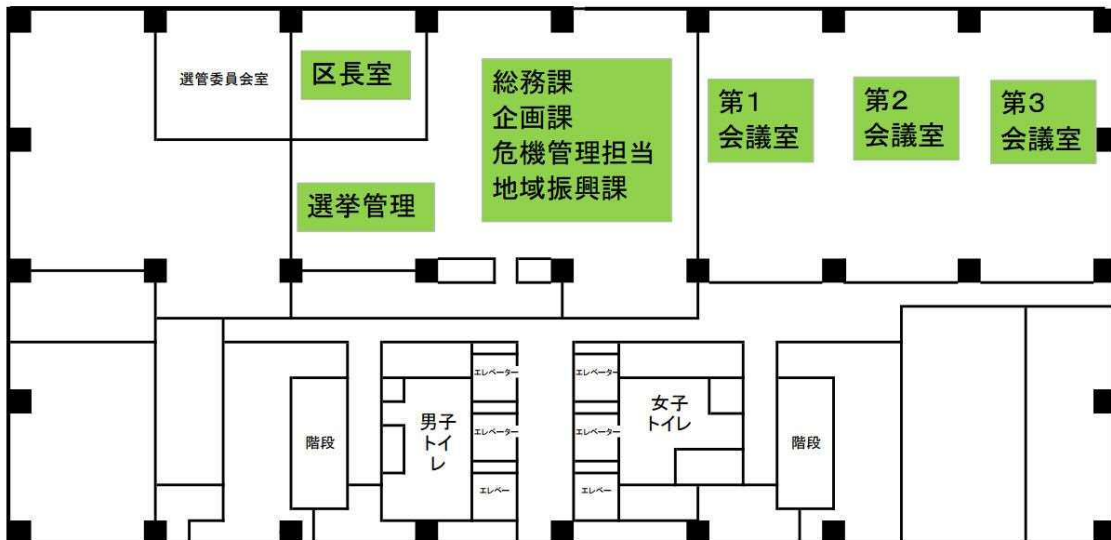 選管委員会室
区長室
総務課
企画課
危機管理担当
地域振興課
第1
会議室
第2
会議室
第3
会議室
選挙管理
エレベーター
エレベーター
エレベーター
エレベーター
エレベー
エレベー
男子
トイ
レ
女子
トイレ
階段
階段